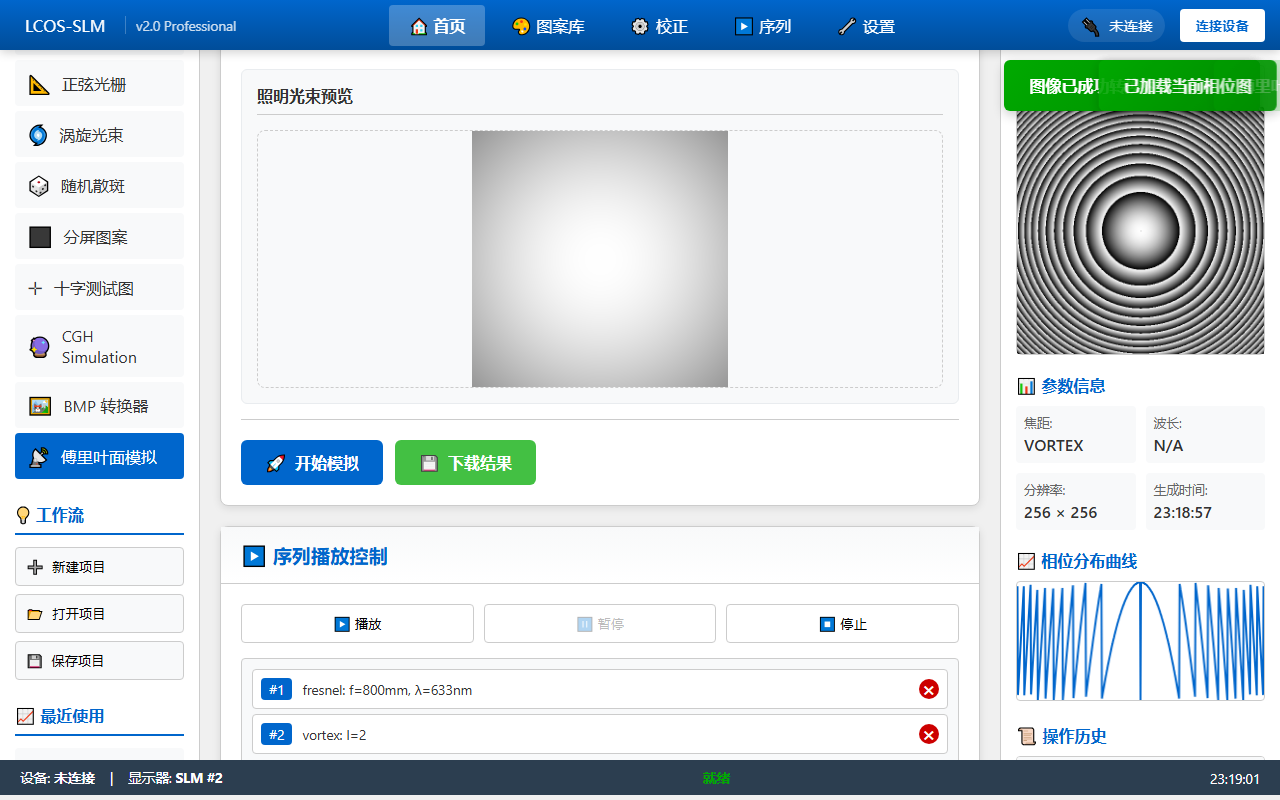 LCOS-SLM
v2.0 Professional
首页
图案库
校正
序列
设置
未连接
连接设备
正弦光栅
涡旋光束
随机散斑
分屏图案
十字测试图
CGH
Simulation
BMP 转换器
傅里叶面模拟
工作流
新建项目
打开项目
保存项目
最近使用
照明光束预览
开始模拟
下载结果
序列播放控制
播放
暂停
停止
#1 fresnel: f=800mm, λ=633nm
#2 vortex: l=2
图像已成功
已加载当前相位图
参数信息
焦距:
VORTEX
波长:
N/A
分辨率:
256 × 256
生成时间:
23:18:57
相位分布曲线
操作历史
设备: 未连接 | 显示器: SLM #2
就绪
23:19:01